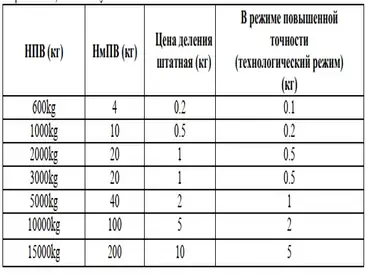 НПВ (кг) НмПВ (кг) Цена деления штатная (кг) В режиме повышенной точности (технологический режим) (кг)
600kg 4 0.2 0.1
1000kg 10 0.5 0.2
2000kg 20 1 0.5
3000kg 20 1 0.5
5000kg 40 2 1
10000kg 100 5 2
15000kg 200 10 5